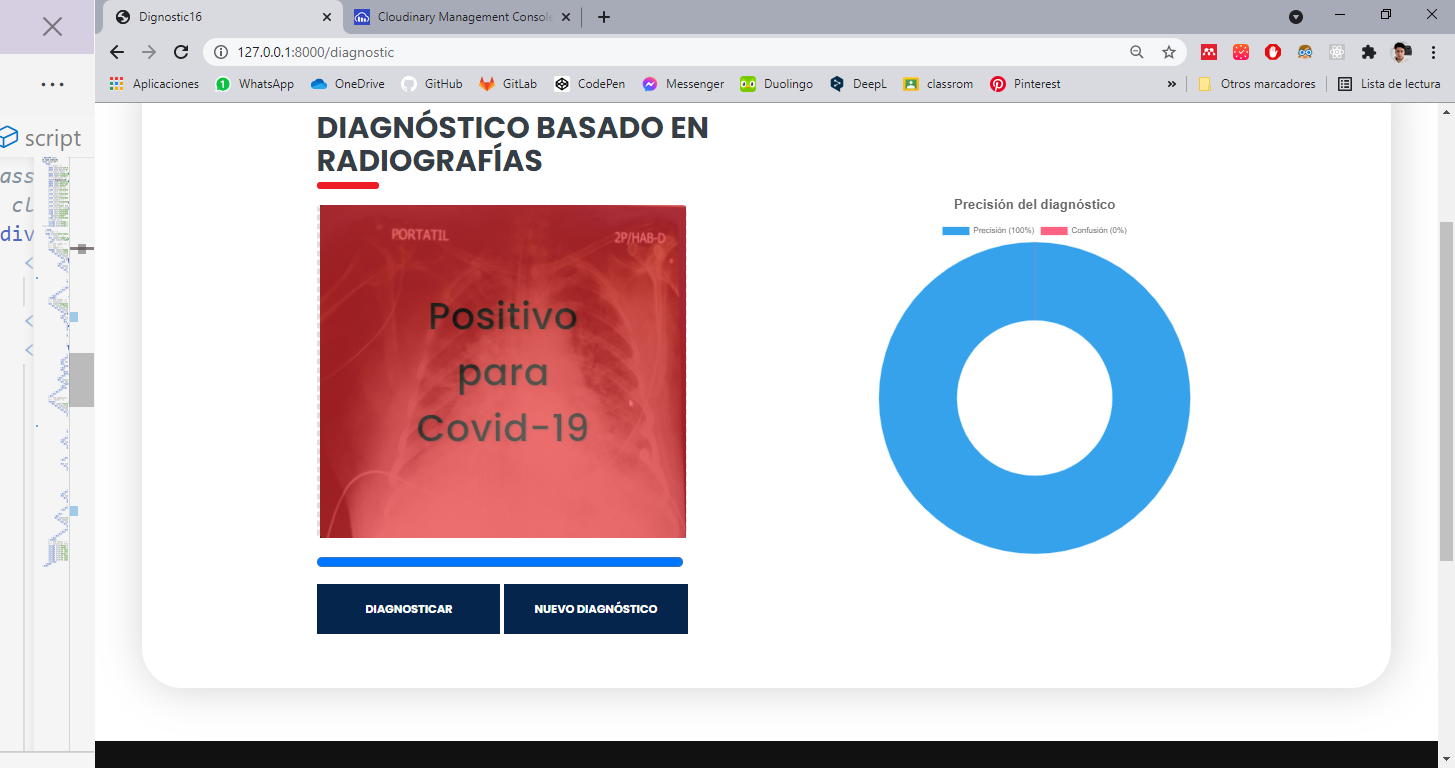 Dignostic16
Cloudinary Management Console
127.0.0.1:8000/diagnostic
Aplicaciones
WhatsApp
OneDrive
GitHub
GitLab
CodePen
Messenger
Duolingo
DeepL
classrom
Pinterest
»
Otros marcadores
Lista de lectura
script
ass
cl
div
<
<
<
DIAGNÓSTICO BASADO EN
RADIOGRAFÍAS
PORTATIL
2P/HAB-D
Positivo
para
Covid-19
DIAGNOSTICAR
NUEVO DIAGNÓSTICO
Precisión del diagnóstico
Precisión (100%)
Confusión (0%)